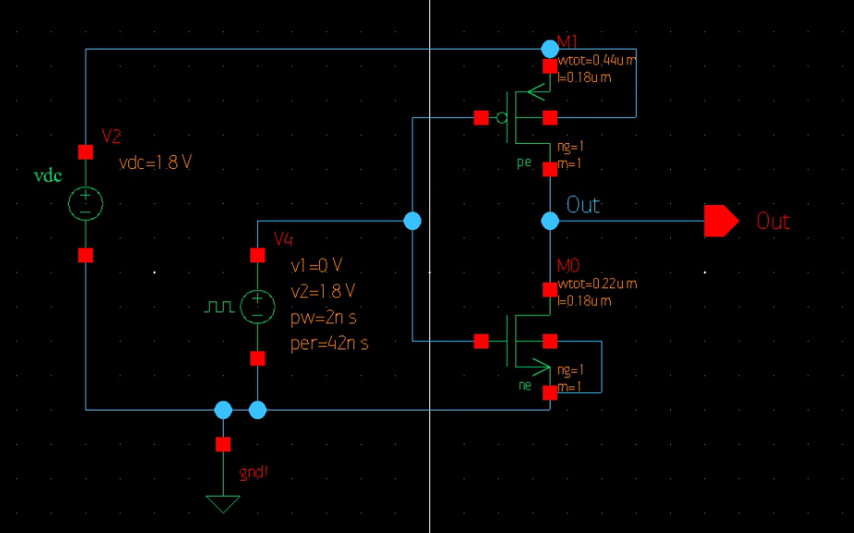 M1
wtot=0.44um
l=0.18um
V2
vdc=1.8 V
vdc
ng=1
m=1
pe
Out
Out
V4
v1=0 V
v2=1.8 V
pw=2n s
per=42n s
M0
wtot=0.22um
l=0.18um
ng=1
m=1
ne
gnd!